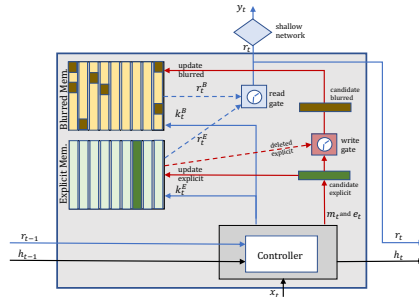 y_t
shallow
network
r_t
update
blurred
candidate
blurred
Blurred Mem.
r_t^B
read
gate
k_t^B
write
gate
r_t^E
deleted
explicit
Explicit Mem.
update
explicit
candidate
explicit
k_t^E
m_t and e_t
r_{t-1}
r_t
h_{t-1}
Controller
h_t
x_t